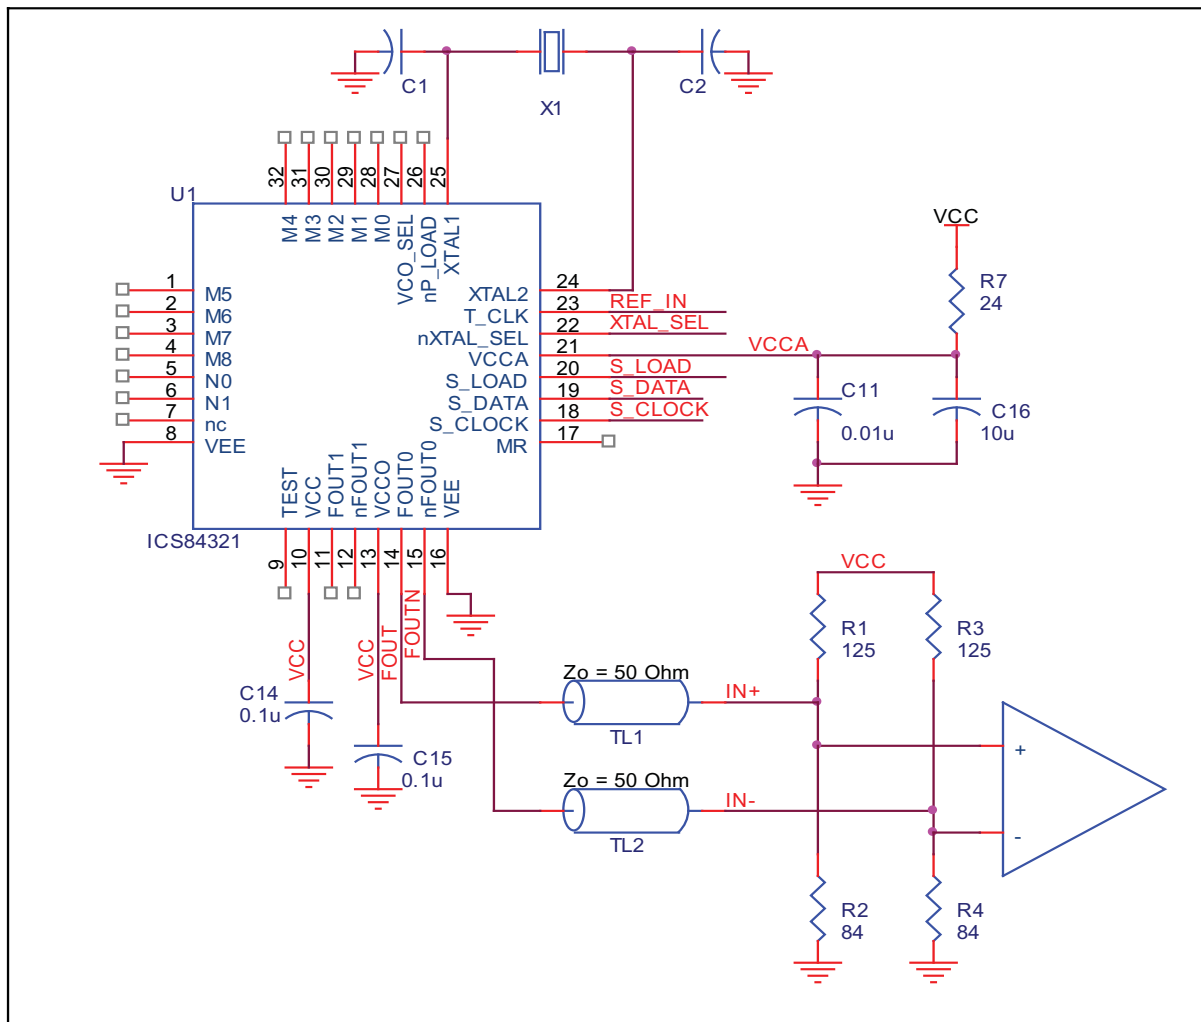 C1
X1
C2
U1
32
31
30
29
28
27
26
25
M4
M3
M2
M1
M0
VCO_SEL
nP_LOAD
XTAL1
VCC
R7
24
1
2
3
4
5
6
7
8
M5
M6
M7
M8
N0
N1
nc
VEE
XTAL2
T_CLK
nXTAL_SEL
VCCA
S_LOAD
S_DATA
S_CLOCK
MR
24
23
22
21
20
19
18
17
REF_IN
XTAL_SEL
VCCA
S_LOAD
S_DATA
S_CLOCK
C11
0.01u
C16
10u
TEST
VCC
FOUT1
nFOUT1
VCCO
FOUT0
nFOUT0
VEE
ICS84321
9
10
11
12
13
14
15
16
VCC
VCC
FOUT
FOUTN
C14
0.1u
C15
0.1u
Zo = 50 Ohm
TL1
IN+
Zo = 50 Ohm
TL2
IN-
VCC
R1
125
R3
125
+
-
R2
84
R4
84